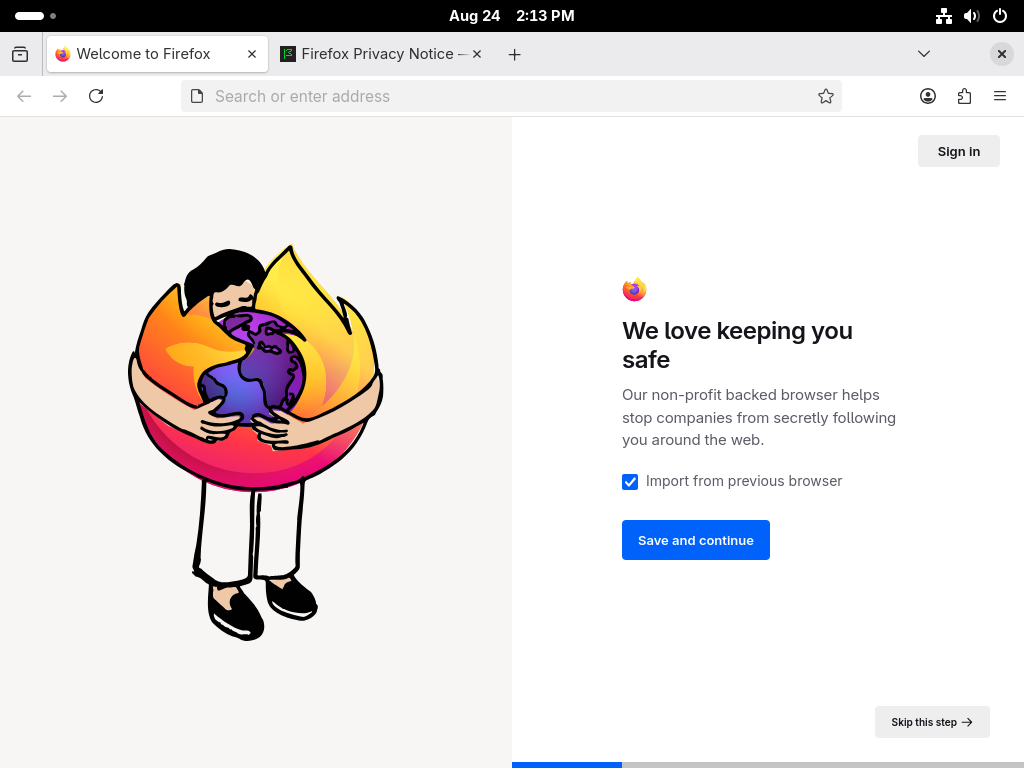 Aug 24 2:13 PM
Welcome to Firefox
Firefox Privacy Notice —
Search or enter address
Sign in
We love keeping you
safe
Our non-profit backed browser helps
stop companies from secretly following
you around the web.
Import from previous browser
Save and continue
Skip this step